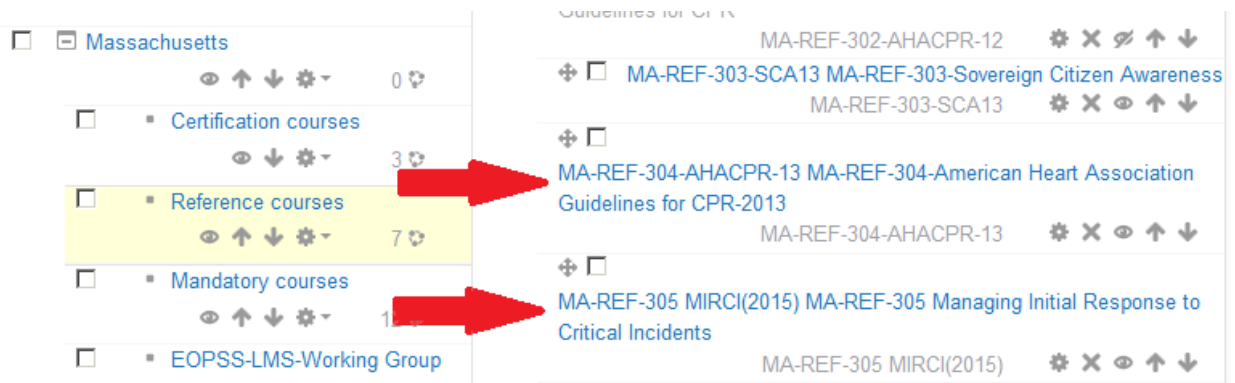 Massachusetts
0
Certification courses
3
Reference courses
7
Mandatory courses
EOPSS-LMS-Working Group
Guidelines for CPR
MA-REF-302-AHACPR-12
MA-REF-303-SCA13 MA-REF-303-Sovereign Citizen Awareness
MA-REF-303-SCA13
MA-REF-304-AHACPR-13 MA-REF-304-American Heart Association
Guidelines for CPR-2013
MA-REF-304-AHACPR-13
MA-REF-305 MIRCI(2015) MA-REF-305 Managing Initial Response to
Critical Incidents
MA-REF-305 MIRCI(2015)